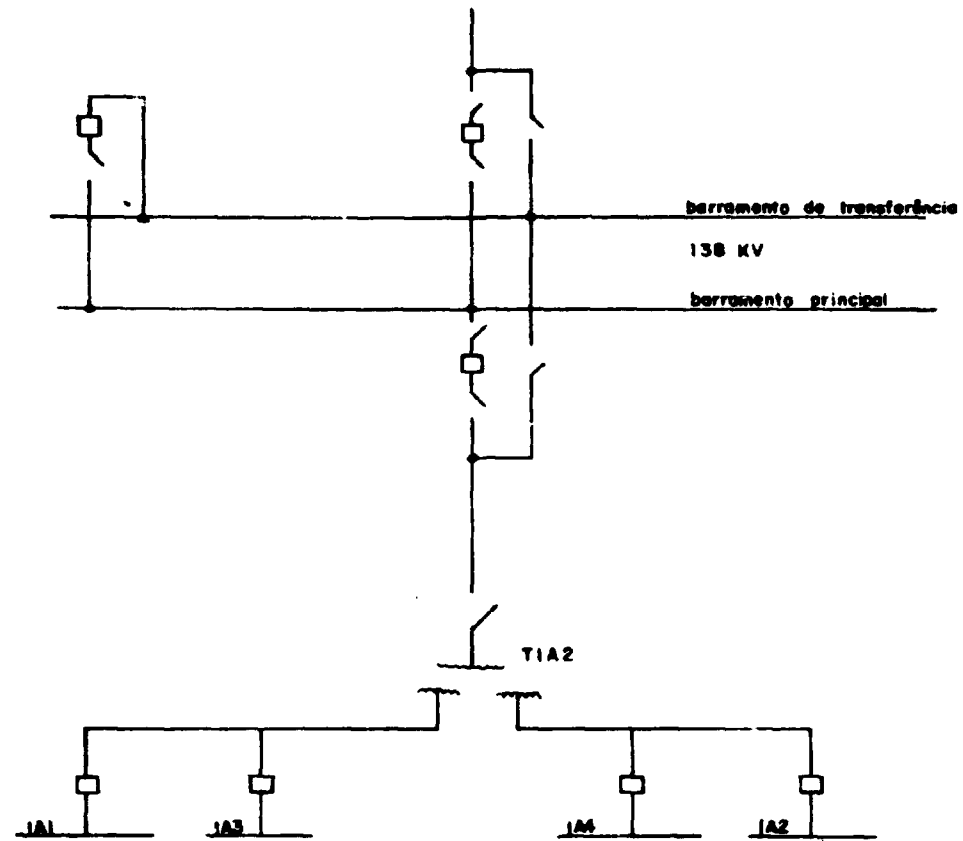 barramento de transferência
138 KV
barramento principal
T1A2
1A1
1A3
1A4
1A2